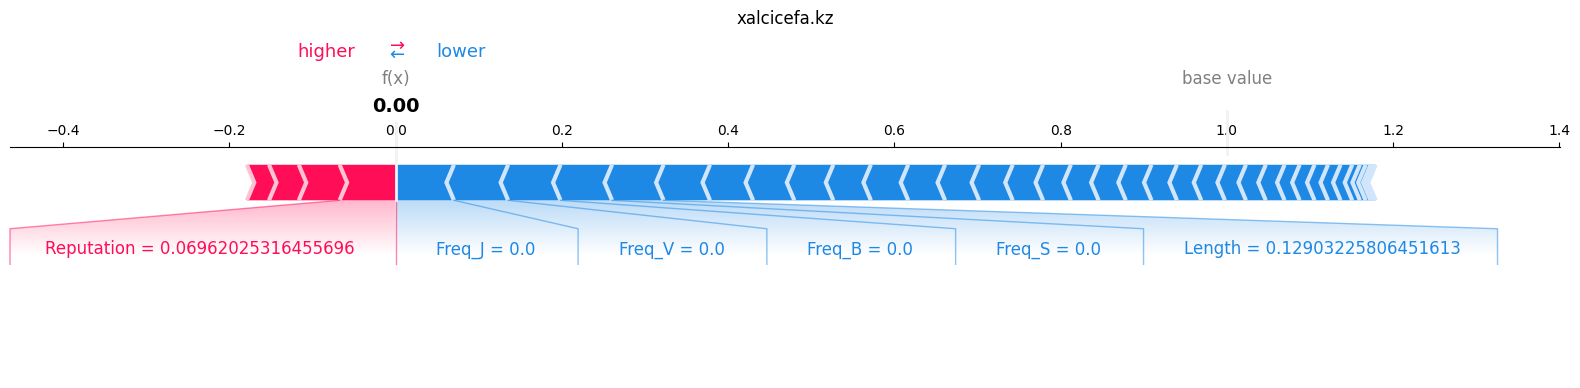 xalcicefa.kz
higher ⇄ lower
f(x) base value
0.00
−0.4 −0.2 0.0 0.2 0.4 0.6 0.8 1.0 1.2 1.4
Reputation = 0.06962025316455696 Freq_J = 0.0 Freq_V = 0.0 Freq_B = 0.0 Freq_S = 0.0 Length = 0.12903225806451613